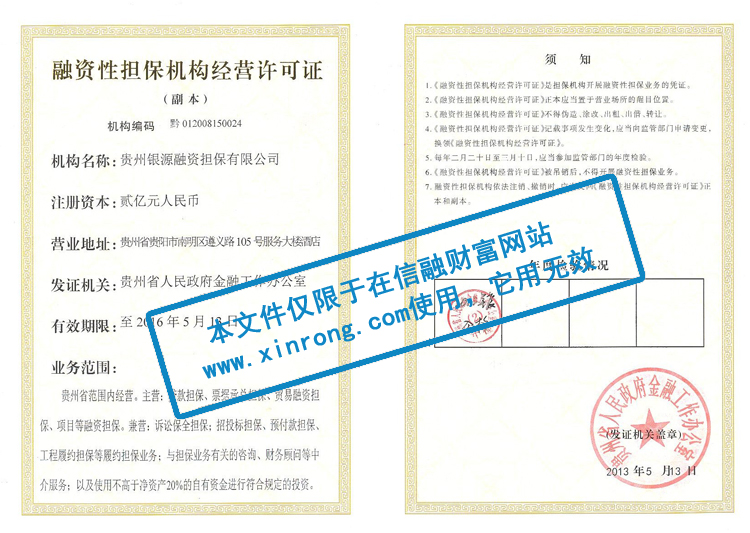 融资性担保机构经营许可证
（副本）
机构编码 黔 012008150024
机构名称: 贵州银源融资担保有限公司
注册资本: 贰亿元人民币
营业地址: 贵州省贵阳市南明区遵义路 105 号服务大楼酒店
发证机关: 贵州省人民政府金融工作办公室
有效期限: 至 2016 年 5 月 13 日
业务范围:
贵州省范围内经营。主营：贷款担保、票据承兑担保、贸易融资担
保、项目等融资担保。兼营：诉讼保全担保；招投标担保、预付款担保、
工程履约担保等履约担保业务；与担保业务有关的咨询、财务顾问等中
介服务；以及使用不高于净资产20%的自有资金进行符合规定的投资。
须 知
1.《融资性担保机构经营许可证》是担保机构开展融资性担保业务的凭证。
2.《融资性担保机构经营许可证》正本应当置于营业场所的醒目位置。
3.《融资性担保机构经营许可证》不得伪造、涂改、出租、出借、转让。
4.《融资性担保机构经营许可证》记载事项发生变化，应当向监管部门申请变更，
换领《融资性担保机构经营许可证》。
5. 每年二月二十日至三月十日，应当参加监管部门的年度检验。
6.《融资性担保机构经营许可证》被吊销后，不得开展融资性担保业务。
7. 融资性担保机构依法注销、撤销时，应《融资性担保机构经营许可证》正
本和副本。
年度检验情况
贵州省人民政府金融工作办公室
（发证机关盖章）
2013 年 5 月 13 日
本文件仅限于在信融财富网站
www.xinrong.com使用，它用无效